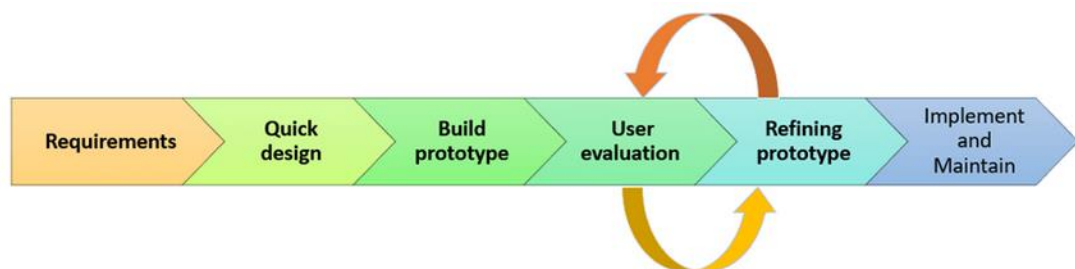 Requirements
Quick
design
Build
prototype
User
evaluation
Refining
prototype
Implement
and
Maintain